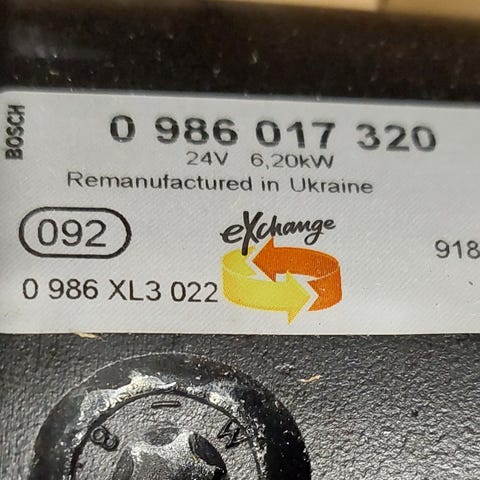 BOSCH
0 986 017 320
24V 6,20kW
Remanufactured in Ukraine
092
eXchange
918
0 986 XL3 022